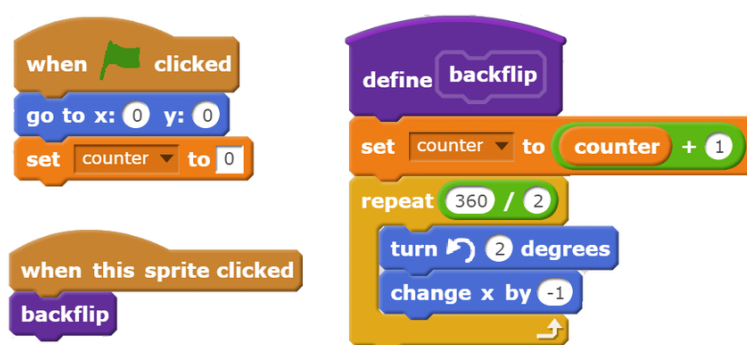 when clicked
go to x: 0 y: 0
set counter to 0
when this sprite clicked
backflip
define backflip
set counter to counter + 1
repeat 360 / 2
turn 2 degrees
change x by -1